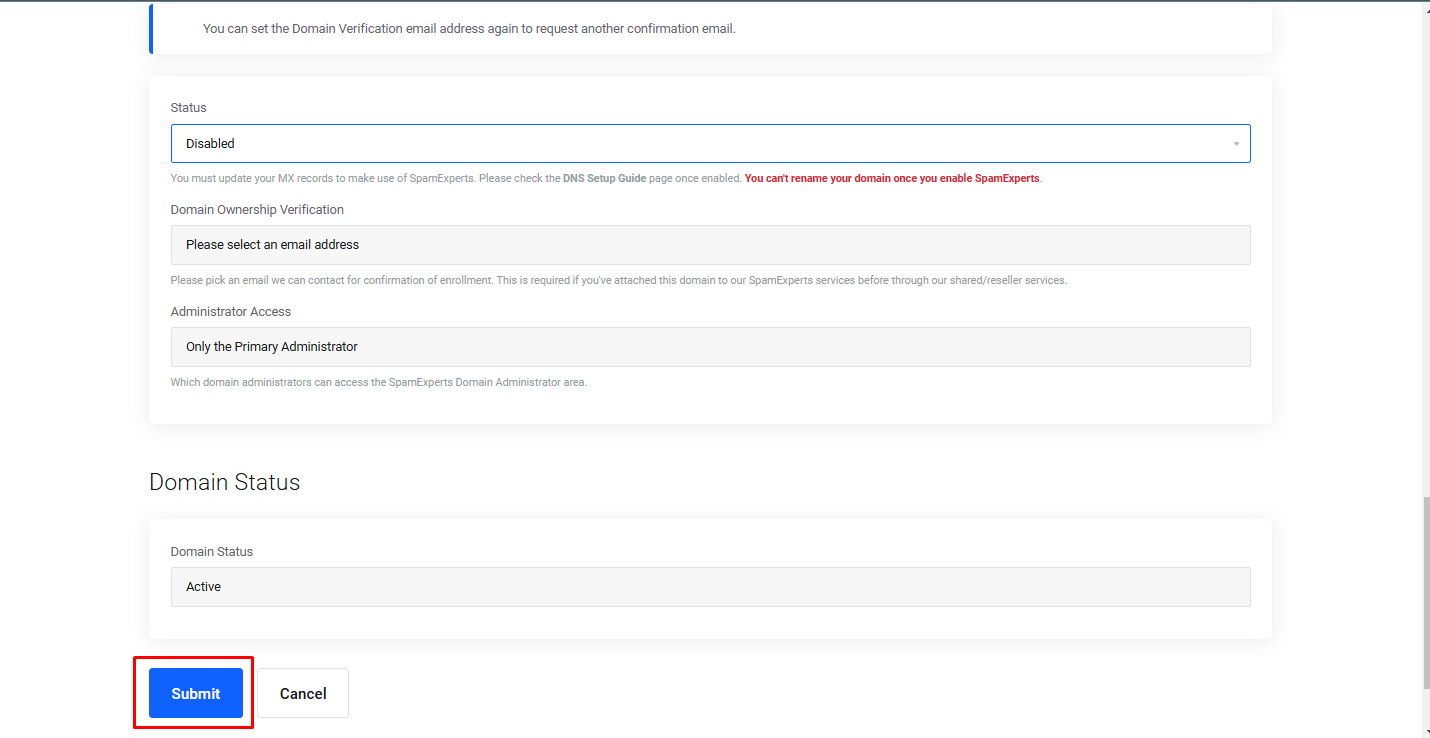 You can set the Domain Verification email address again to request another confirmation email.
Status
Disabled
You must update your MX records to make use of SpamExperts. Please check the DNS Setup Guide page once enabled. You can't rename your domain once you enable SpamExperts.
Domain Ownership Verification
Please select an email address
Please pick an email we can contact for confirmation of enrollment. This is required if you've attached this domain to our SpamExperts services before through our shared/reseller services.
Administrator Access
Only the Primary Administrator
Which domain administrators can access the SpamExperts Domain Administrator area.
Domain Status
Domain Status
Active
Submit Cancel